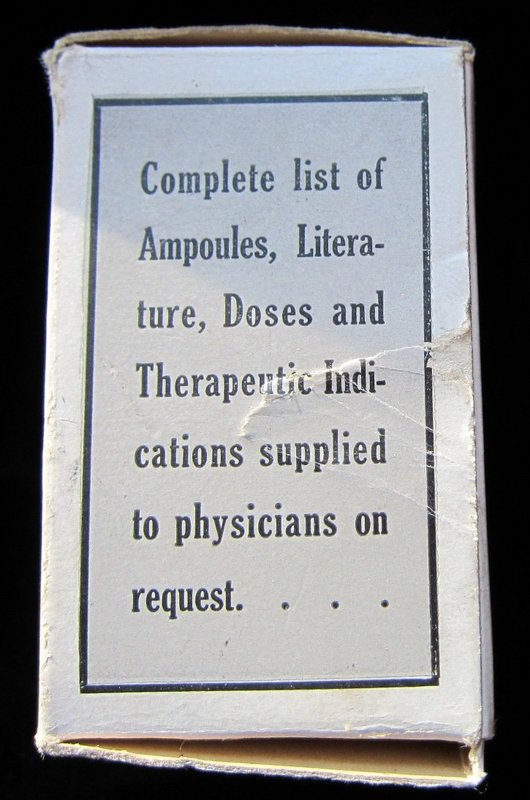 Complete list of
Ampoules, Litera-
ture, Doses and
Therapeutic Indi-
cations supplied
to physicians on
request. . . .